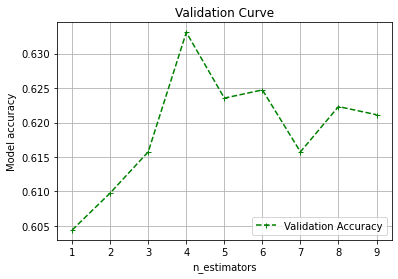 Validation Curve
Model accuracy
0.630
0.625
0.620
0.615
0.610
0.605
1 2 3 4 5 6 7 8 9
n_estimators
Validation Accuracy